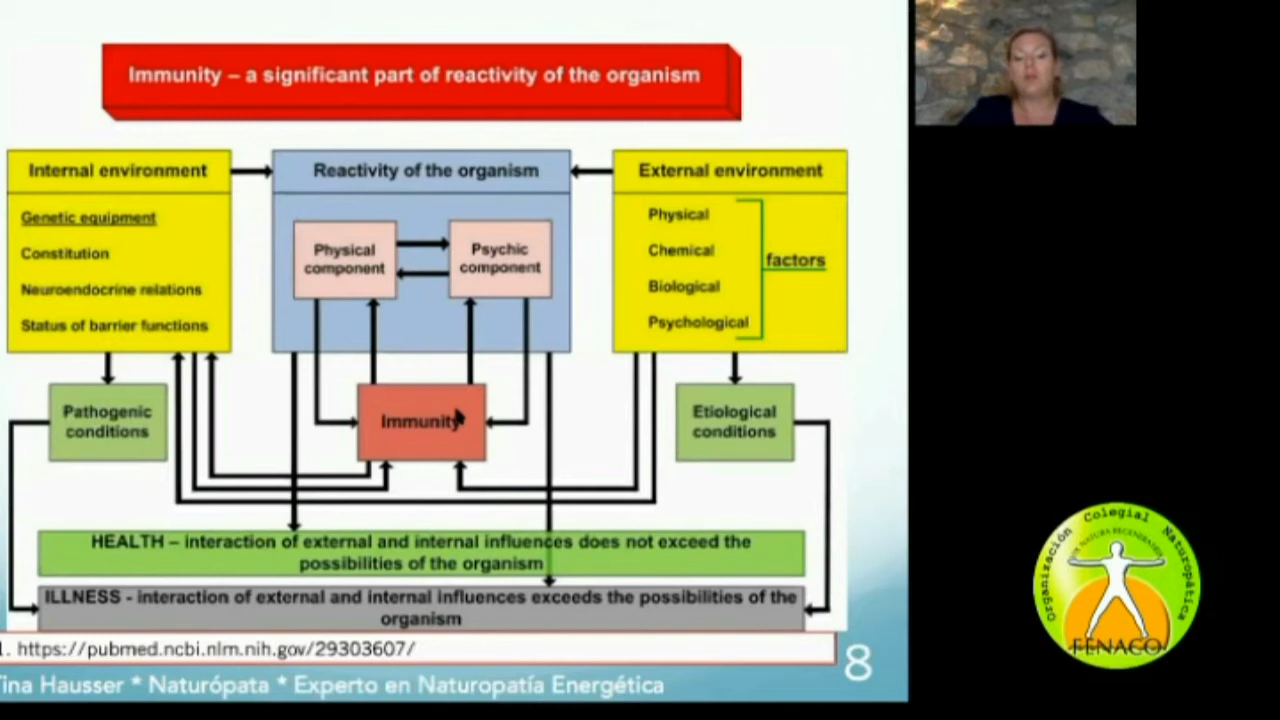 Immunity – a significant part of reactivity of the organism
Internal environment
Genetic equipment
Constitution
Neuroendocrine relations
Status of barrier functions
Reactivity of the organism
Physical
component
Psychic
component
External environment
Physical
Chemical
Biological
Psychological
factors
Pathogenic
conditions
Immunity
Etiological
conditions
HEALTH – interaction of external and internal influences does not exceed the
possibilities of the organism
ILLNESS - interaction of external and internal influences exceeds the possibilities of the
organism
1. https://pubmed.ncbi.nlm.nih.gov/29303607/
Tina Hausser * Naturópata * Experto en Naturopatía Energética
8
Organización Colegial Naturopática
FENACO